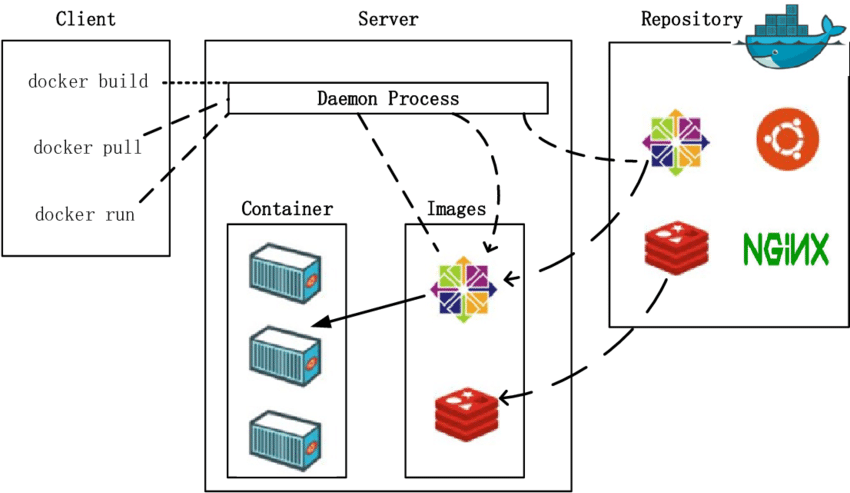 Client
Server
Repository
docker build
docker pull
docker run
Daemon Process
Container
Images
NGiNX